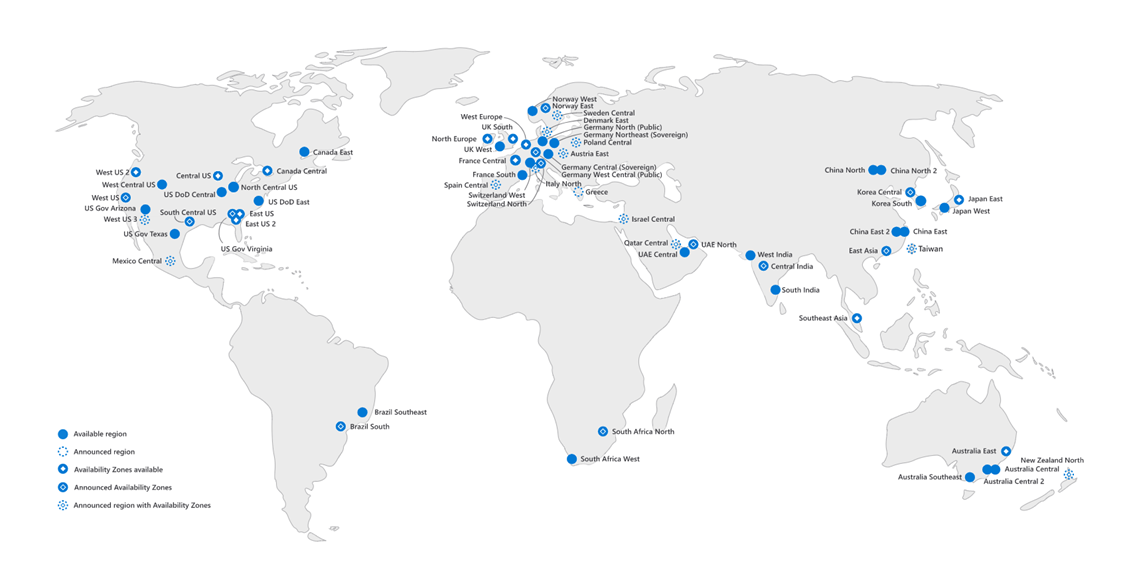 Norway West
Norway East
Sweden Central
Denmark East
Germany North (Public)
Germany Northeast (Sovereign)
Poland Central
Austria East
Germany Central (Sovereign)
Germany West Central (Public)
Italy North
Greece
West Europe
UK South
North Europe
UK West
France Central
France South
Spain Central
Switzerland West
Switzerland North
Canada East
Canada Central
West US 2
Central US
West Central US
North Central US
US DoD Central
US DoD East
West US
US Gov Arizona
West US 3
South Central US
East US
East US 2
US Gov Texas
US Gov Virginia
Mexico Central
Israel Central
Qatar Central
UAE North
UAE Central
West India
Central India
South India
China North
China North 2
Korea Central
Korea South
Japan East
Japan West
China East 2
China East
East Asia
Taiwan
Southeast Asia
Brazil Southeast
Brazil South
South Africa North
South Africa West
Australia East
New Zealand North
Australia Central
Australia Southeast
Australia Central 2
Available region
Announced region
Availability Zones available
Announced Availability Zones
Announced region with Availability Zones